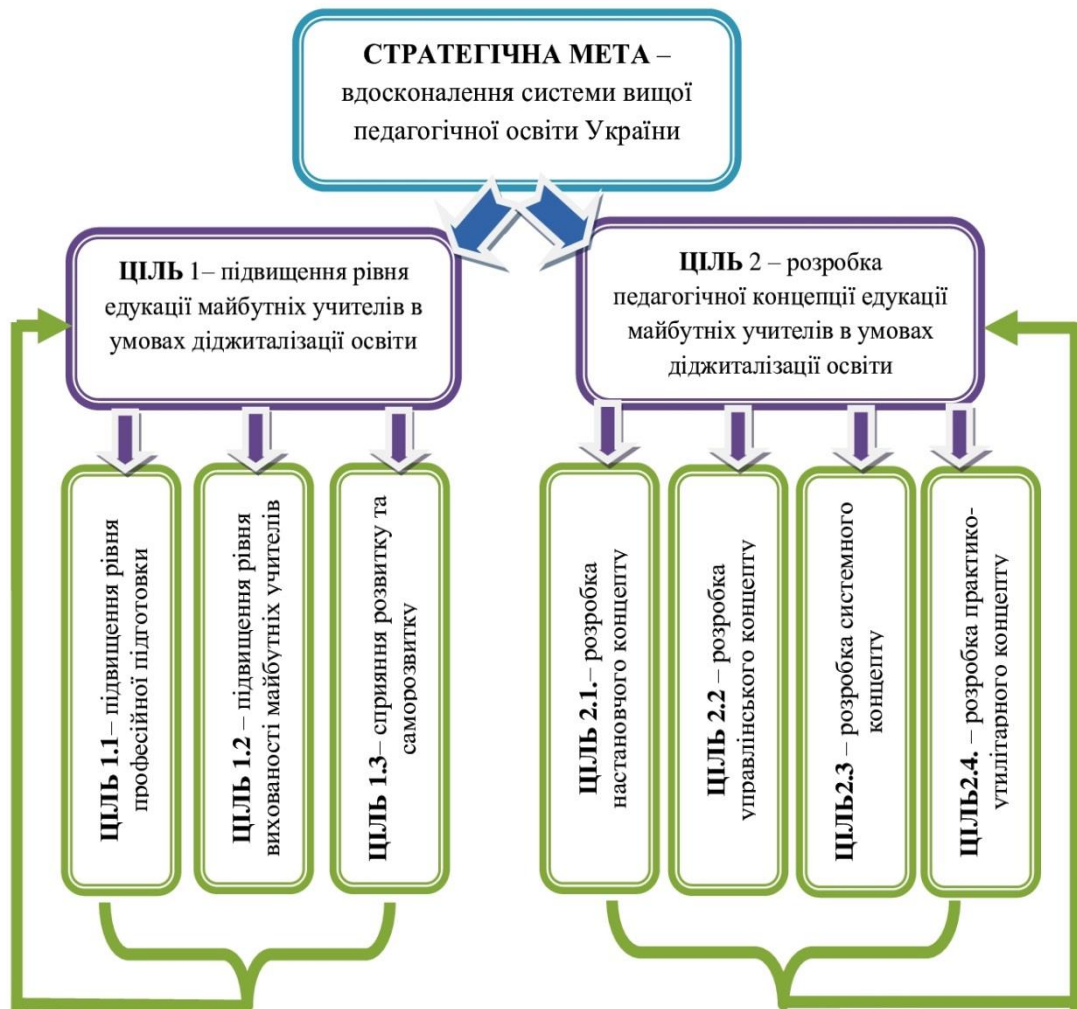 СТРАТЕГІЧНА МЕТА –
вдосконалення системи вищої
педагогічної освіти України
ЦІЛЬ 1– підвищення рівня
едукації майбутніх учителів в
умовах діджиталізації освіти
ЦІЛЬ 2 – розробка
педагогічної концепції едукації
майбутніх учителів в умовах
діджиталізації освіти
ЦІЛЬ 1.1– підвищення рівня
професійної підготовки
ЦІЛЬ 1.2 – підвищення рівня
вихованості майбутніх учителів
ЦІЛЬ 1.3– сприяння розвитку та
саморозвитку
ЦІЛЬ 2.1.– розробка
настановчого концепту
ЦІЛЬ 2.2 – розробка
управлінського концепту
ЦІЛЬ2.3 – розробка системного
концепту
ЦІЛЬ2.4. – розробка практико-
утилітарного концепту